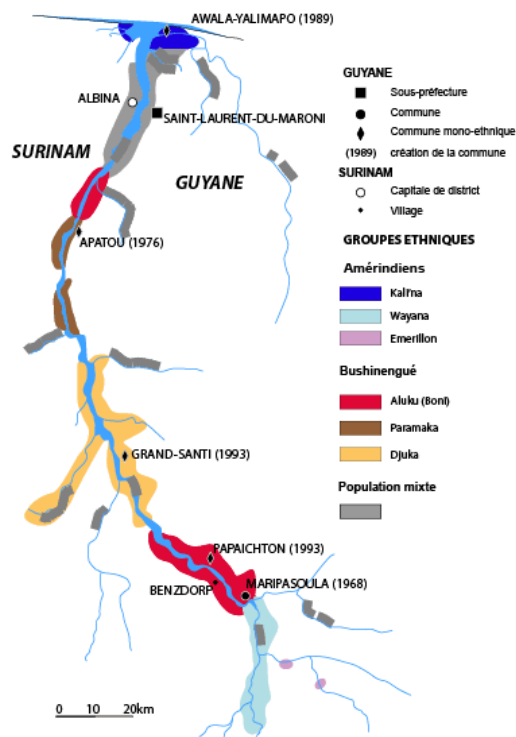 AWALA-YALIMAPO (1989)
ALBINA
SAINT-LAURENT-DU-MARONI
SURINAM
GUYANE
APATOU (1976)
GRAND-SANTI (1993)
PAPAICHTON (1993)
BENZDORP
MARIPASOULA (1968)
0 10 20km
GUYANE
Sous-préfecture
Commune
Commune mono-ethnique
(1989) création de la commune
SURINAM
Capitale de district
Village
GROUPES ETHNIQUES
Amérindiens
Kali'na
Wayana
Emerillon
Bushinengué
Aluku (Boni)
Paramaka
Djuka
Population mixte